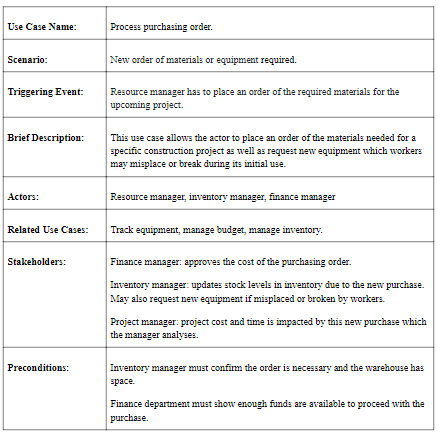 Use Case Name: Process purchasing order.
Scenario: New order of materials or equipment required.
Triggering Event: Resource manager has to place an order of the required materials for the
upcoming project.
Brief Description: This use case allows the actor to place an order of the materials needed for a
specific construction project as well as request new equipment which workers
may misplace or break during its initial use.
Actors: Resource manager, inventory manager, finance manager
Related Use Cases: Track equipment, manage budget, manage inventory.
Stakeholders: Finance manager: approves the cost of the purchasing order.
Inventory manager: updates stock levels in inventory due to the new purchase.
May also request new equipment if misplaced or broken by workers.
Project manager: project cost and time is impacted by this new purchase which
the manager analyses.
Preconditions: Inventory manager must confirm the order is necessary and the warehouse has
space.
Finance department must show enough funds are available to proceed with the
purchase.